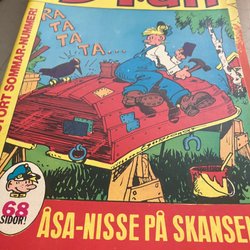 STORT SOMMAR-NUMMER!
RA
TA
TA
TA...
68
SIDOR!
ÅSA-NISSE PÅ SKANSEN